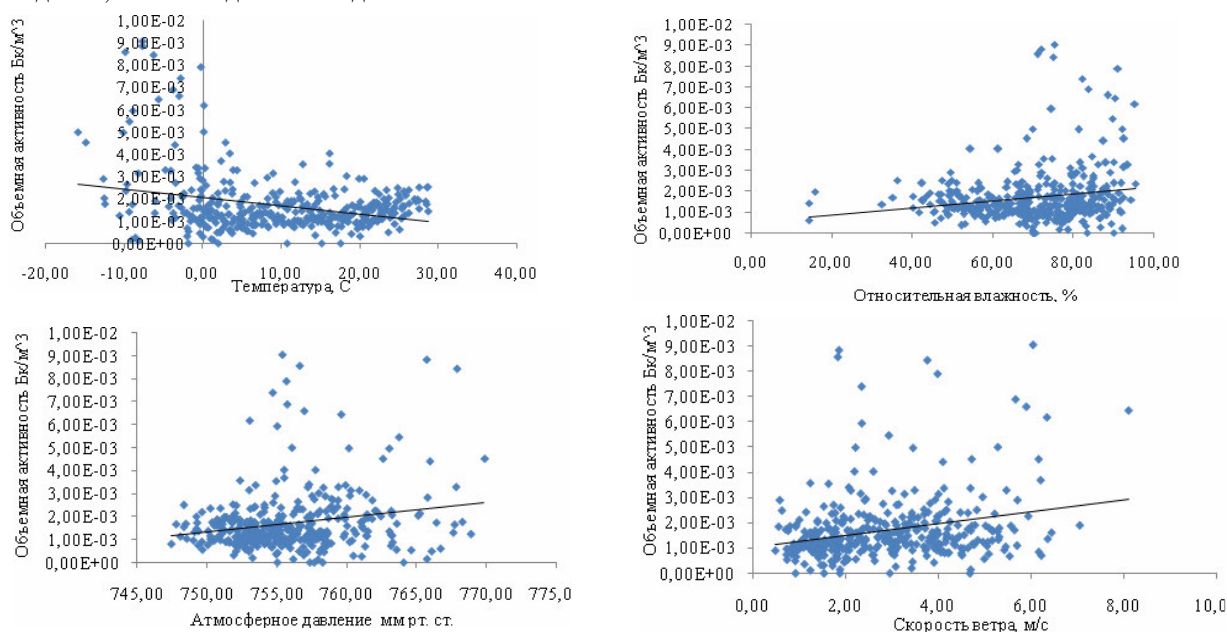 Объемная активность Бк/м^3
1,00E-02
9,00E-03
8,00E-03
7,00E-03
6,00E-03
5,00E-03
4,00E-03
3,00E-03
2,00E-03
1,00E-03
0,00E+00
-20,00 -10,00 0,00 10,00 20,00 30,00 40,00
Температура, С
Объемная активность Бк/м^3
1,00E-02
9,00E-03
8,00E-03
7,00E-03
6,00E-03
5,00E-03
4,00E-03
3,00E-03
2,00E-03
1,00E-03
0,00E+00
0,00 20,00 40,00 60,00 80,00 100,00
Относительная влажность, %
Объемная активность Бк/м^3
1,00E-02
9,00E-03
8,00E-03
7,00E-03
6,00E-03
5,00E-03
4,00E-03
3,00E-03
2,00E-03
1,00E-03
0,00E+00
745,0 750,0 755,0 760,0 765,0 770,0 775,0
Атмосферное давление мм рт. ст.
Объемная активность Бк/м^3
1,00E-02
9,00E-03
8,00E-03
7,00E-03
6,00E-03
5,00E-03
4,00E-03
3,00E-03
2,00E-03
1,00E-03
0,00E+00
0,00 2,00 4,00 6,00 8,00 10,0
Скорость ветра, м/с